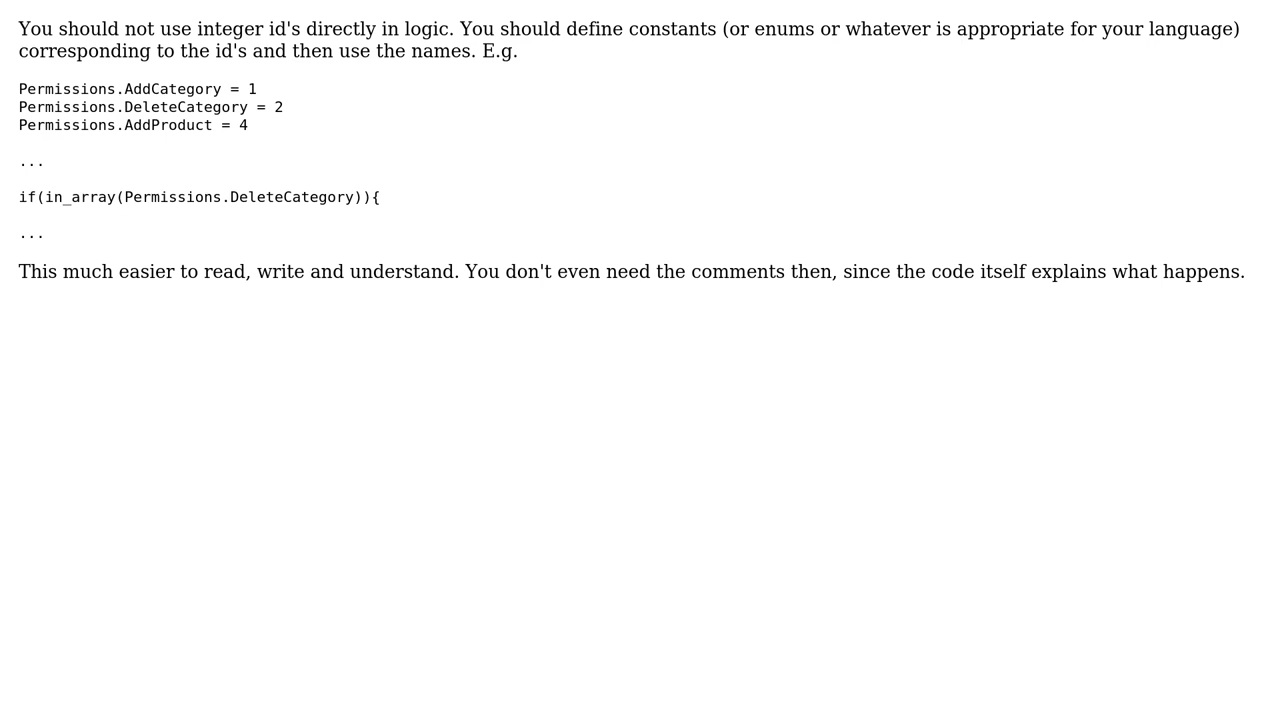 You should not use integer id's directly in logic. You should define constants (or enums or whatever is appropriate for your language)
corresponding to the id's and then use the names. E.g.
Permissions.AddCategory = 1
Permissions.DeleteCategory = 2
Permissions.AddProduct = 4
...
if(in_array(Permissions.DeleteCategory)){
...
This much easier to read, write and understand. You don't even need the comments then, since the code itself explains what happens.